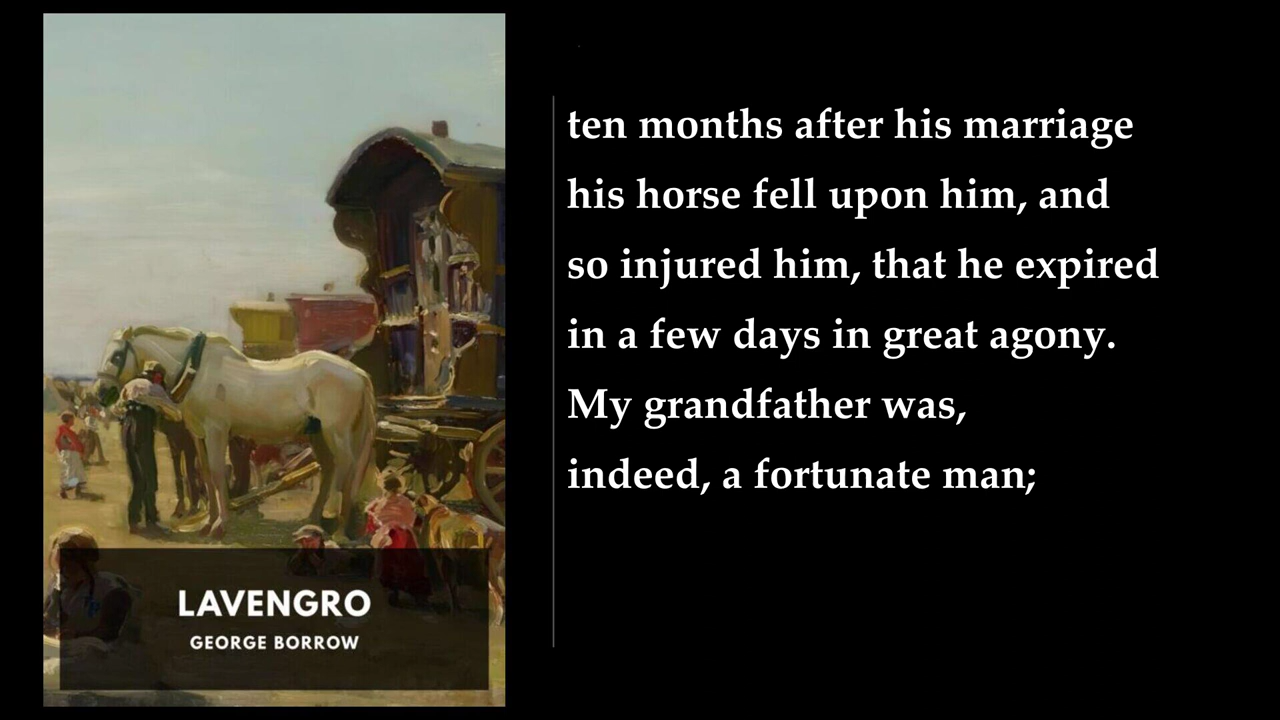 LAVENGRO
GEORGE BORROW
ten months after his marriage
his horse fell upon him, and
so injured him, that he expired
in a few days in great agony.
My grandfather was,
indeed, a fortunate man;